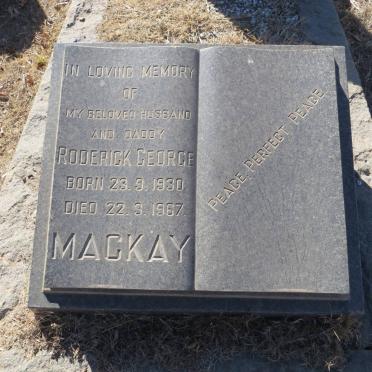 IN LOVING MEMORY
OF
MY BELOVED HUSBAND
AND DADDY
RODERICK GEORGE
BORN 23.9.1930.
DIED 22.3.1967.
MACKAY
PEACE, PERFECT PEACE.